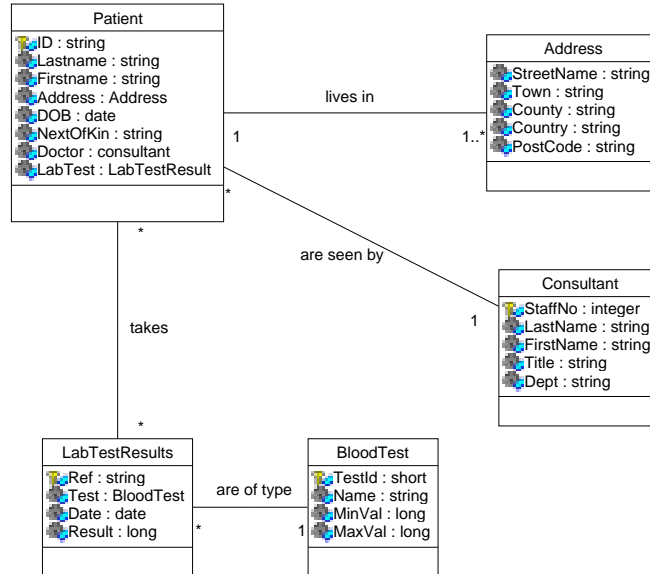 Patient
ID : string
Lastname : string
Firstname : string
Address : Address
DOB : date
NextOfKin : string
Doctor : consultant
LabTest : LabTestResult
Address
StreetName : string
Town : string
County : string
Country : string
PostCode : string
lives in
1
1..*
*
are seen by
1
Consultant
StaffNo : integer
LastName : string
FirstName : string
Title : string
Dept : string
*
takes
*
LabTestResults
Ref : string
Test : BloodTest
Date : date
Result : long
are of type
*
1
BloodTest
TestId : short
Name : string
MinVal : long
MaxVal : long